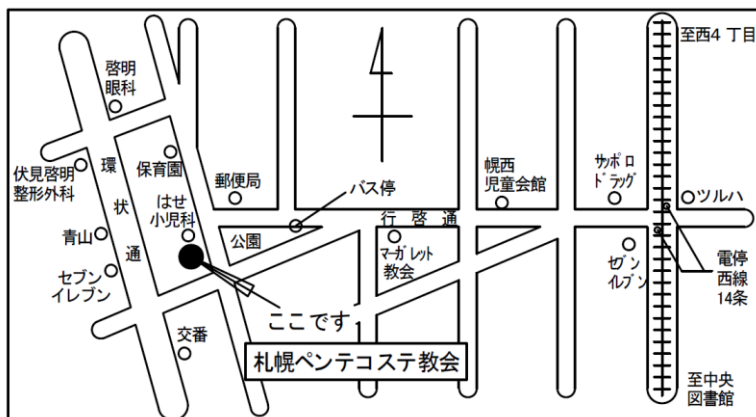 至西4 丁目
啓明
眼科
伏見啓明
整形外科
環
状
通
保育園
はせ
小児科
郵便局
バス停
公園
青山
セブン
イレブン
交番
行 啓 通
マーガレット
教会
幌西
児童会館
サッポロ
ドラッグ
ツルハ
セブン
イレブン
電停
西線
14条
ここです
札幌ペンテコステ教会
至中央
図書館